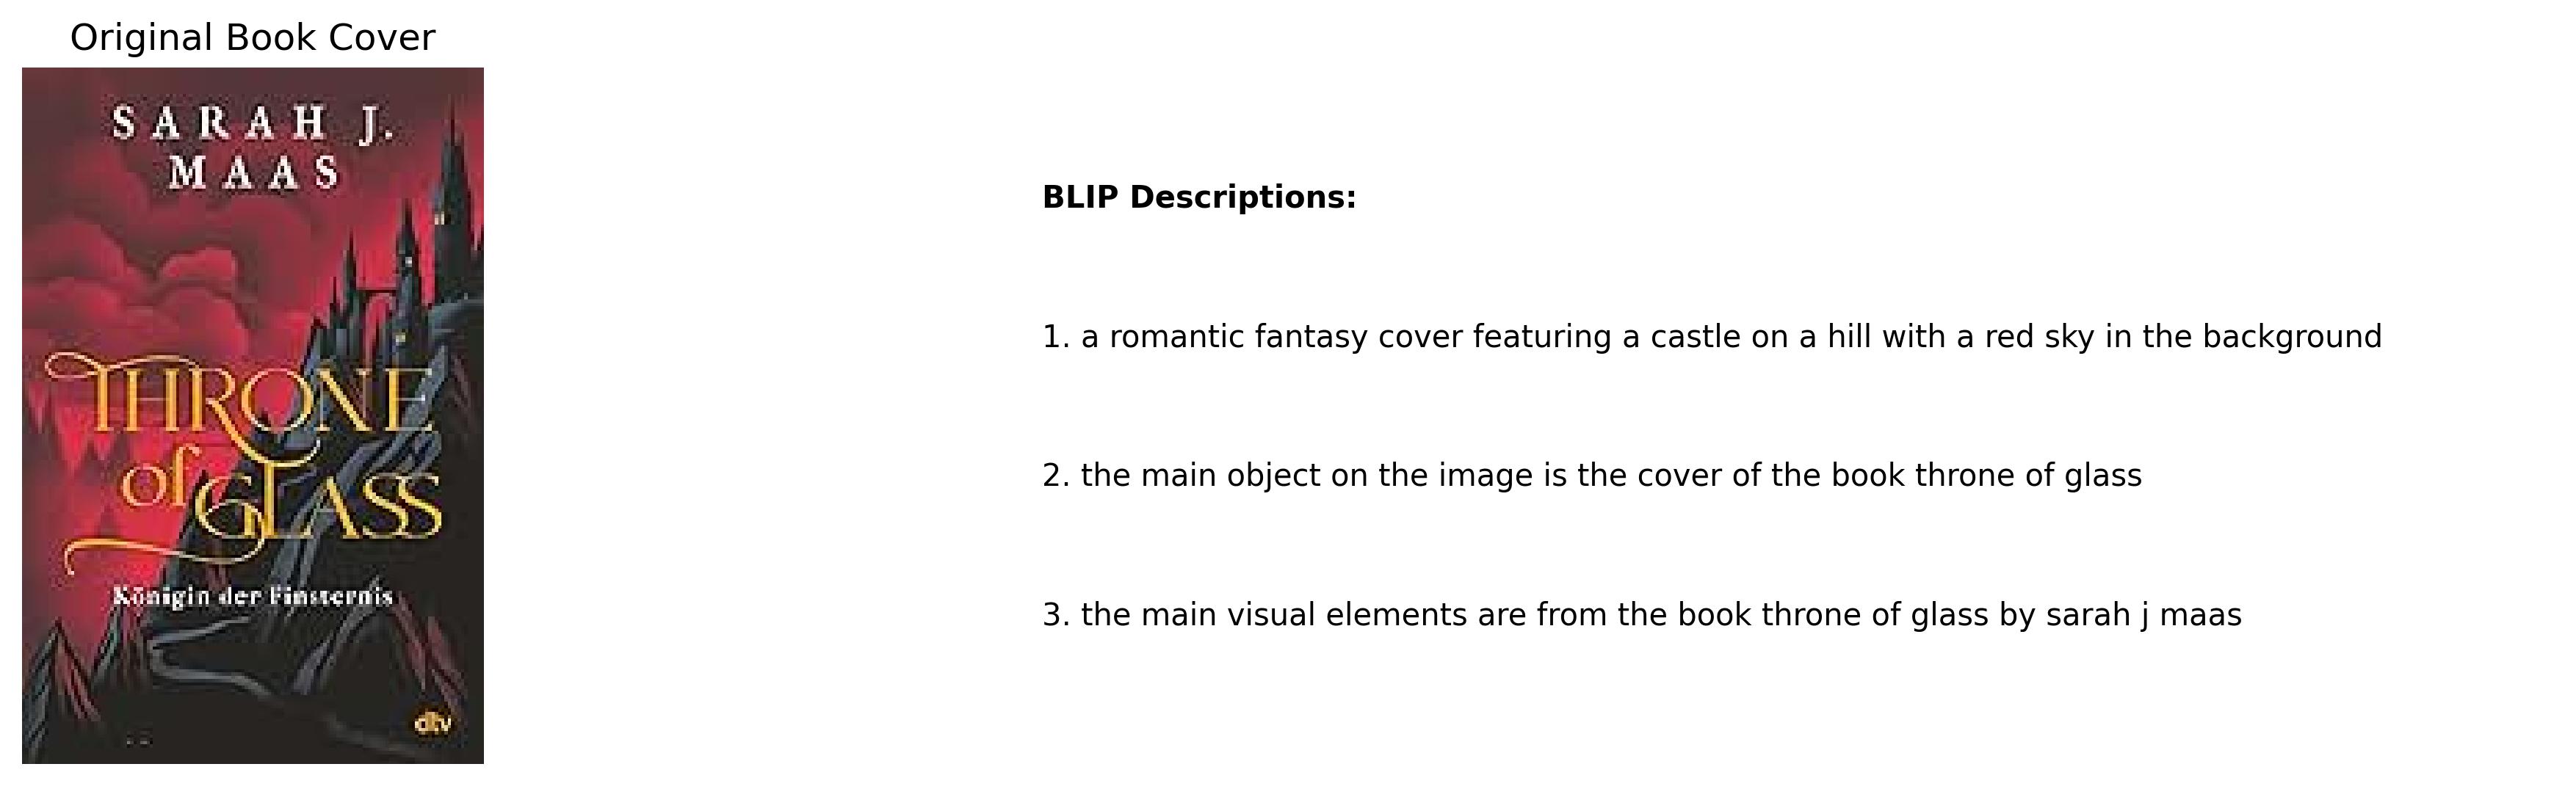 Original Book Cover
SARAH J.
MAAS
THRONE
of GLASS
Königin der Finsternis
dtv
BLIP Descriptions:
1. a romantic fantasy cover featuring a castle on a hill with a red sky in the background
2. the main object on the image is the cover of the book throne of glass
3. the main visual elements are from the book throne of glass by sarah j maas